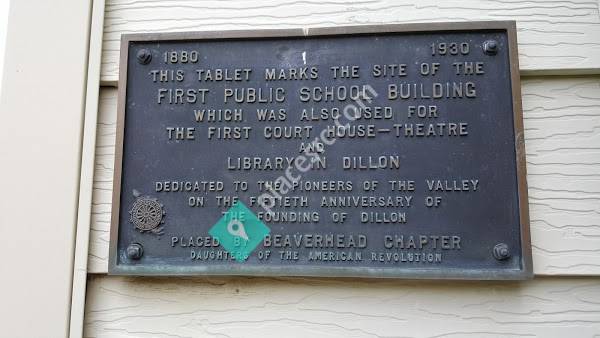 1880 1930
THIS TABLET MARKS THE SITE OF THE
FIRST PUBLIC SCHOOL BUILDING
WHICH WAS ALSO USED FOR
THE FIRST COURT HOUSE-THEATRE
AND
LIBRARY IN DILLON
DEDICATED TO THE PIONEERS OF THE VALLEY
ON THE FIFTIETH ANNIVERSARY OF
THE FOUNDING OF DILLON
PLACED BY BEAVERHEAD CHAPTER
DAUGHTERS OF THE AMERICAN REVOLUTION
placerc.com